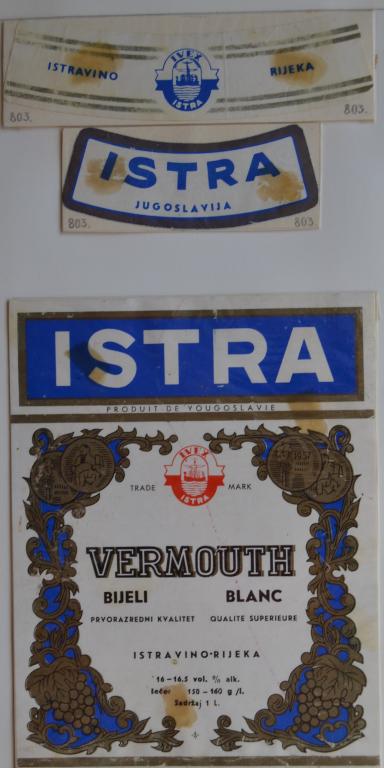 IVEX
ISTRAVINO RIJEKA
ISTRA
803. 803.
ISTRA
JUGOSLAVIJA
803. 803.
ISTRA
PRODUIT DE YOUGOSLAVIE
1957
IVEX
TRADE MARK
ISTRA
VERMOUTH
BIJELI BLANC
PRVORAZREDNI KVALITET QUALITE SUPERIEURE
ISTRAVINO•RIJEKA
16–16,5 vol. % alk.
šećer 150–160 g /l.
Sadržaj 1 L.